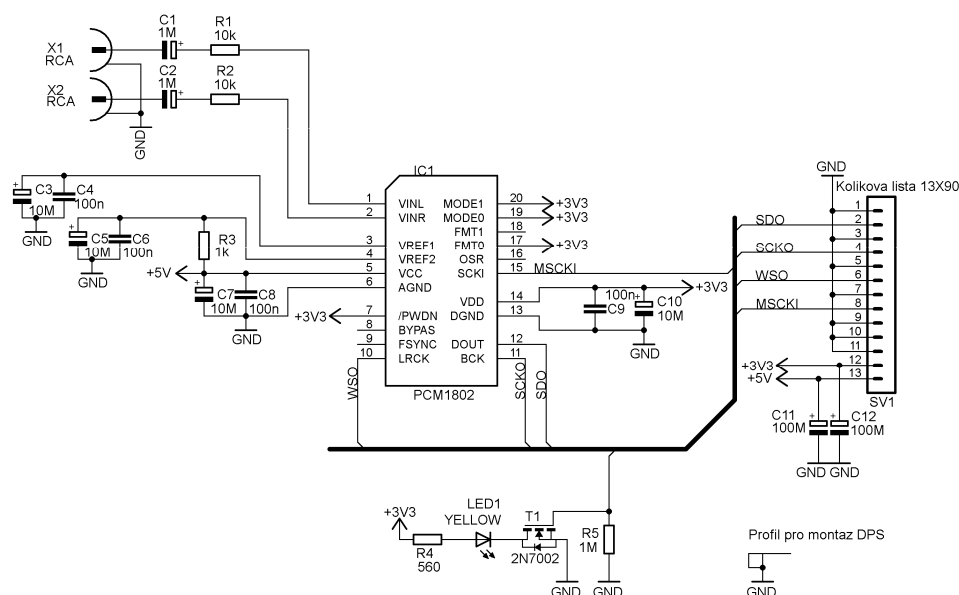 C1
1M
+
R1
10k
X1
RCA
C2
1M
+
R2
10k
X2
RCA
GND
IC1
GND
Kolikova lista 13X90
+
C3
10M
C4
100n
GND
+
C5
10M
C6
100n
GND
R3
1k
+5V
+
C7
10M
C8
100n
GND
+3V3
1 VINL
2 VINR
3 VREF1
4 VREF2
5 VCC
6 AGND
7 /PWDN
8 BYPAS
9 FSYNC
10 LRCK
MODE1 20 +3V3
MODE0 19 +3V3
FMT1 18
FMT0 17 +3V3
OSR 16
SCKI 15 MSCKI
VDD 14
DGND 13
DOUT 12
BCK 11
PCM1802
WSO
SCKO
SDO
100n
C9
+
C10
10M
+3V3
GND
1
SDO 2
3
SCKO 4
5
WSO 6
7
MSCKI 8
9
10
11
+3V3 12
+5V 13
SV1
C11
100M
+
+
C12
100M
GND GND
+3V3
R4
560
LED1
YELLOW
T1
2N7002
R5
1M
GND GND
Profil pro montaz DPS
GND